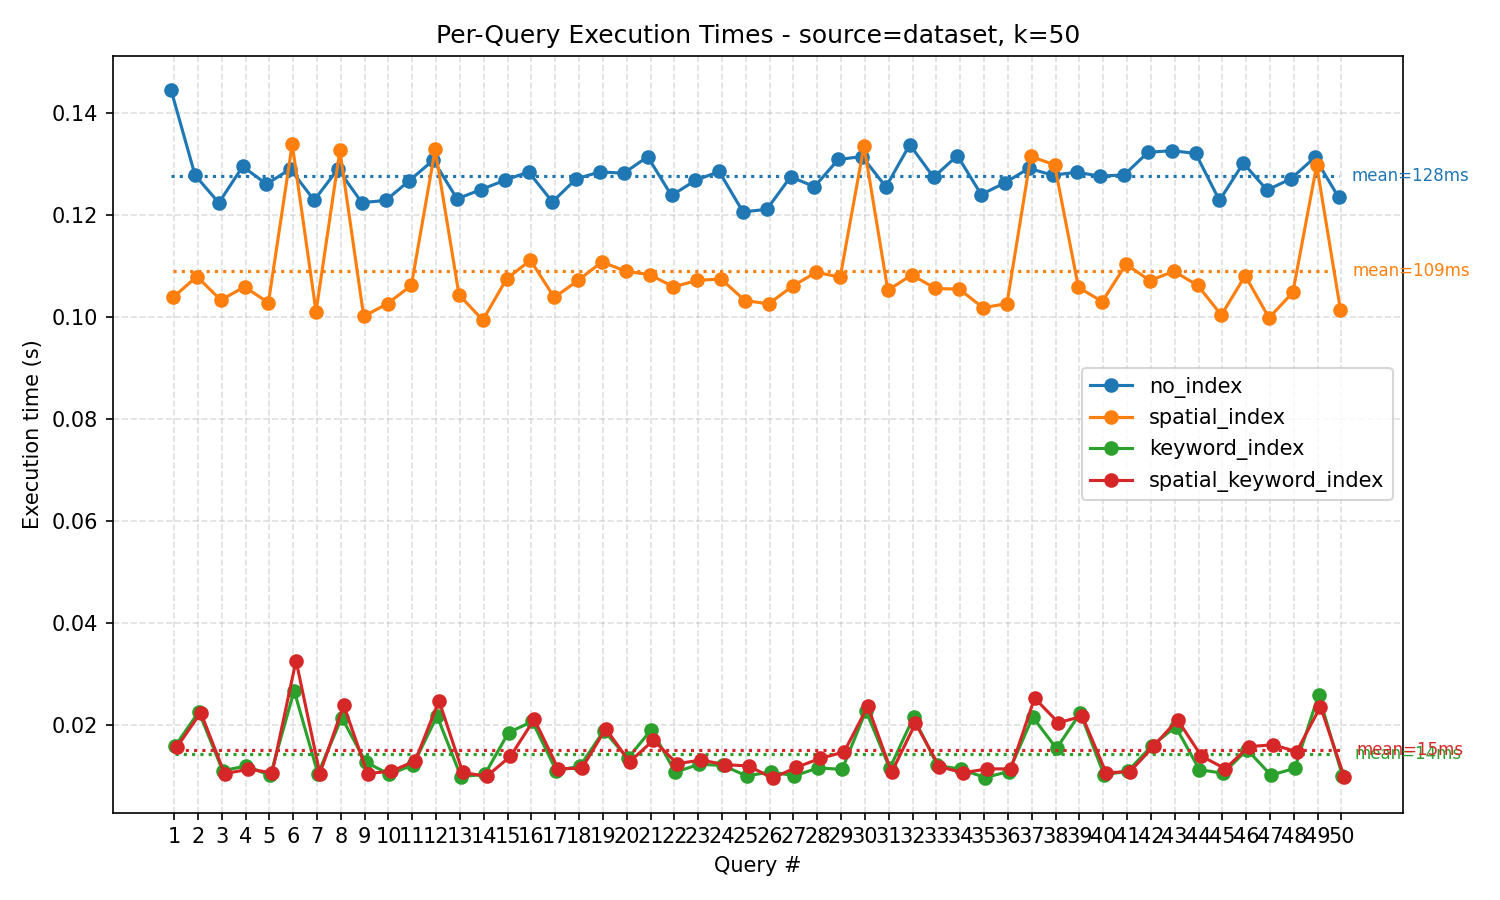 Per-Query Execution Times - source=dataset, k=50
Execution time (s)
0.14
0.12
0.10
0.08
0.06
0.04
0.02
mean=128ms
mean=109ms
no_index
spatial_index
keyword_index
spatial_keyword_index
mean=15ms
mean=14ms
1 2 3 4 5 6 7 8 9 10 11 12 13 14 15 16 17 18 19 20 21 22 23 24 25 26 27 28 29 30 31 32 33 34 35 36 37 38 39 40 41 42 43 44 45 46 47 48 49 50
Query #